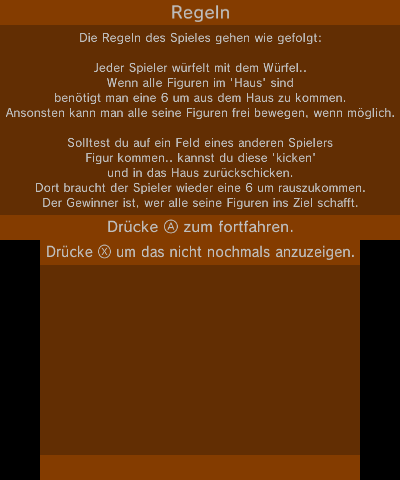 Regeln
Die Regeln des Spieles gehen wie gefolgt:
Jeder Spieler würfelt mit dem Würfel..
Wenn alle Figuren im 'Haus' sind
benötigt man eine 6 um aus dem Haus zu kommen.
Ansonsten kann man alle seine Figuren frei bewegen, wenn möglich.
Solltest du auf ein Feld eines anderen Spielers
Figur kommen.. kannst du diese 'kicken'
und in das Haus zurückschicken.
Dort braucht der Spieler wieder eine 6 um rauszukommen.
Der Gewinner ist, wer alle seine Figuren ins Ziel schafft.
Drücke Ⓐ zum fortfahren.
Drücke Ⓧ um das nicht nochmals anzuzeigen.